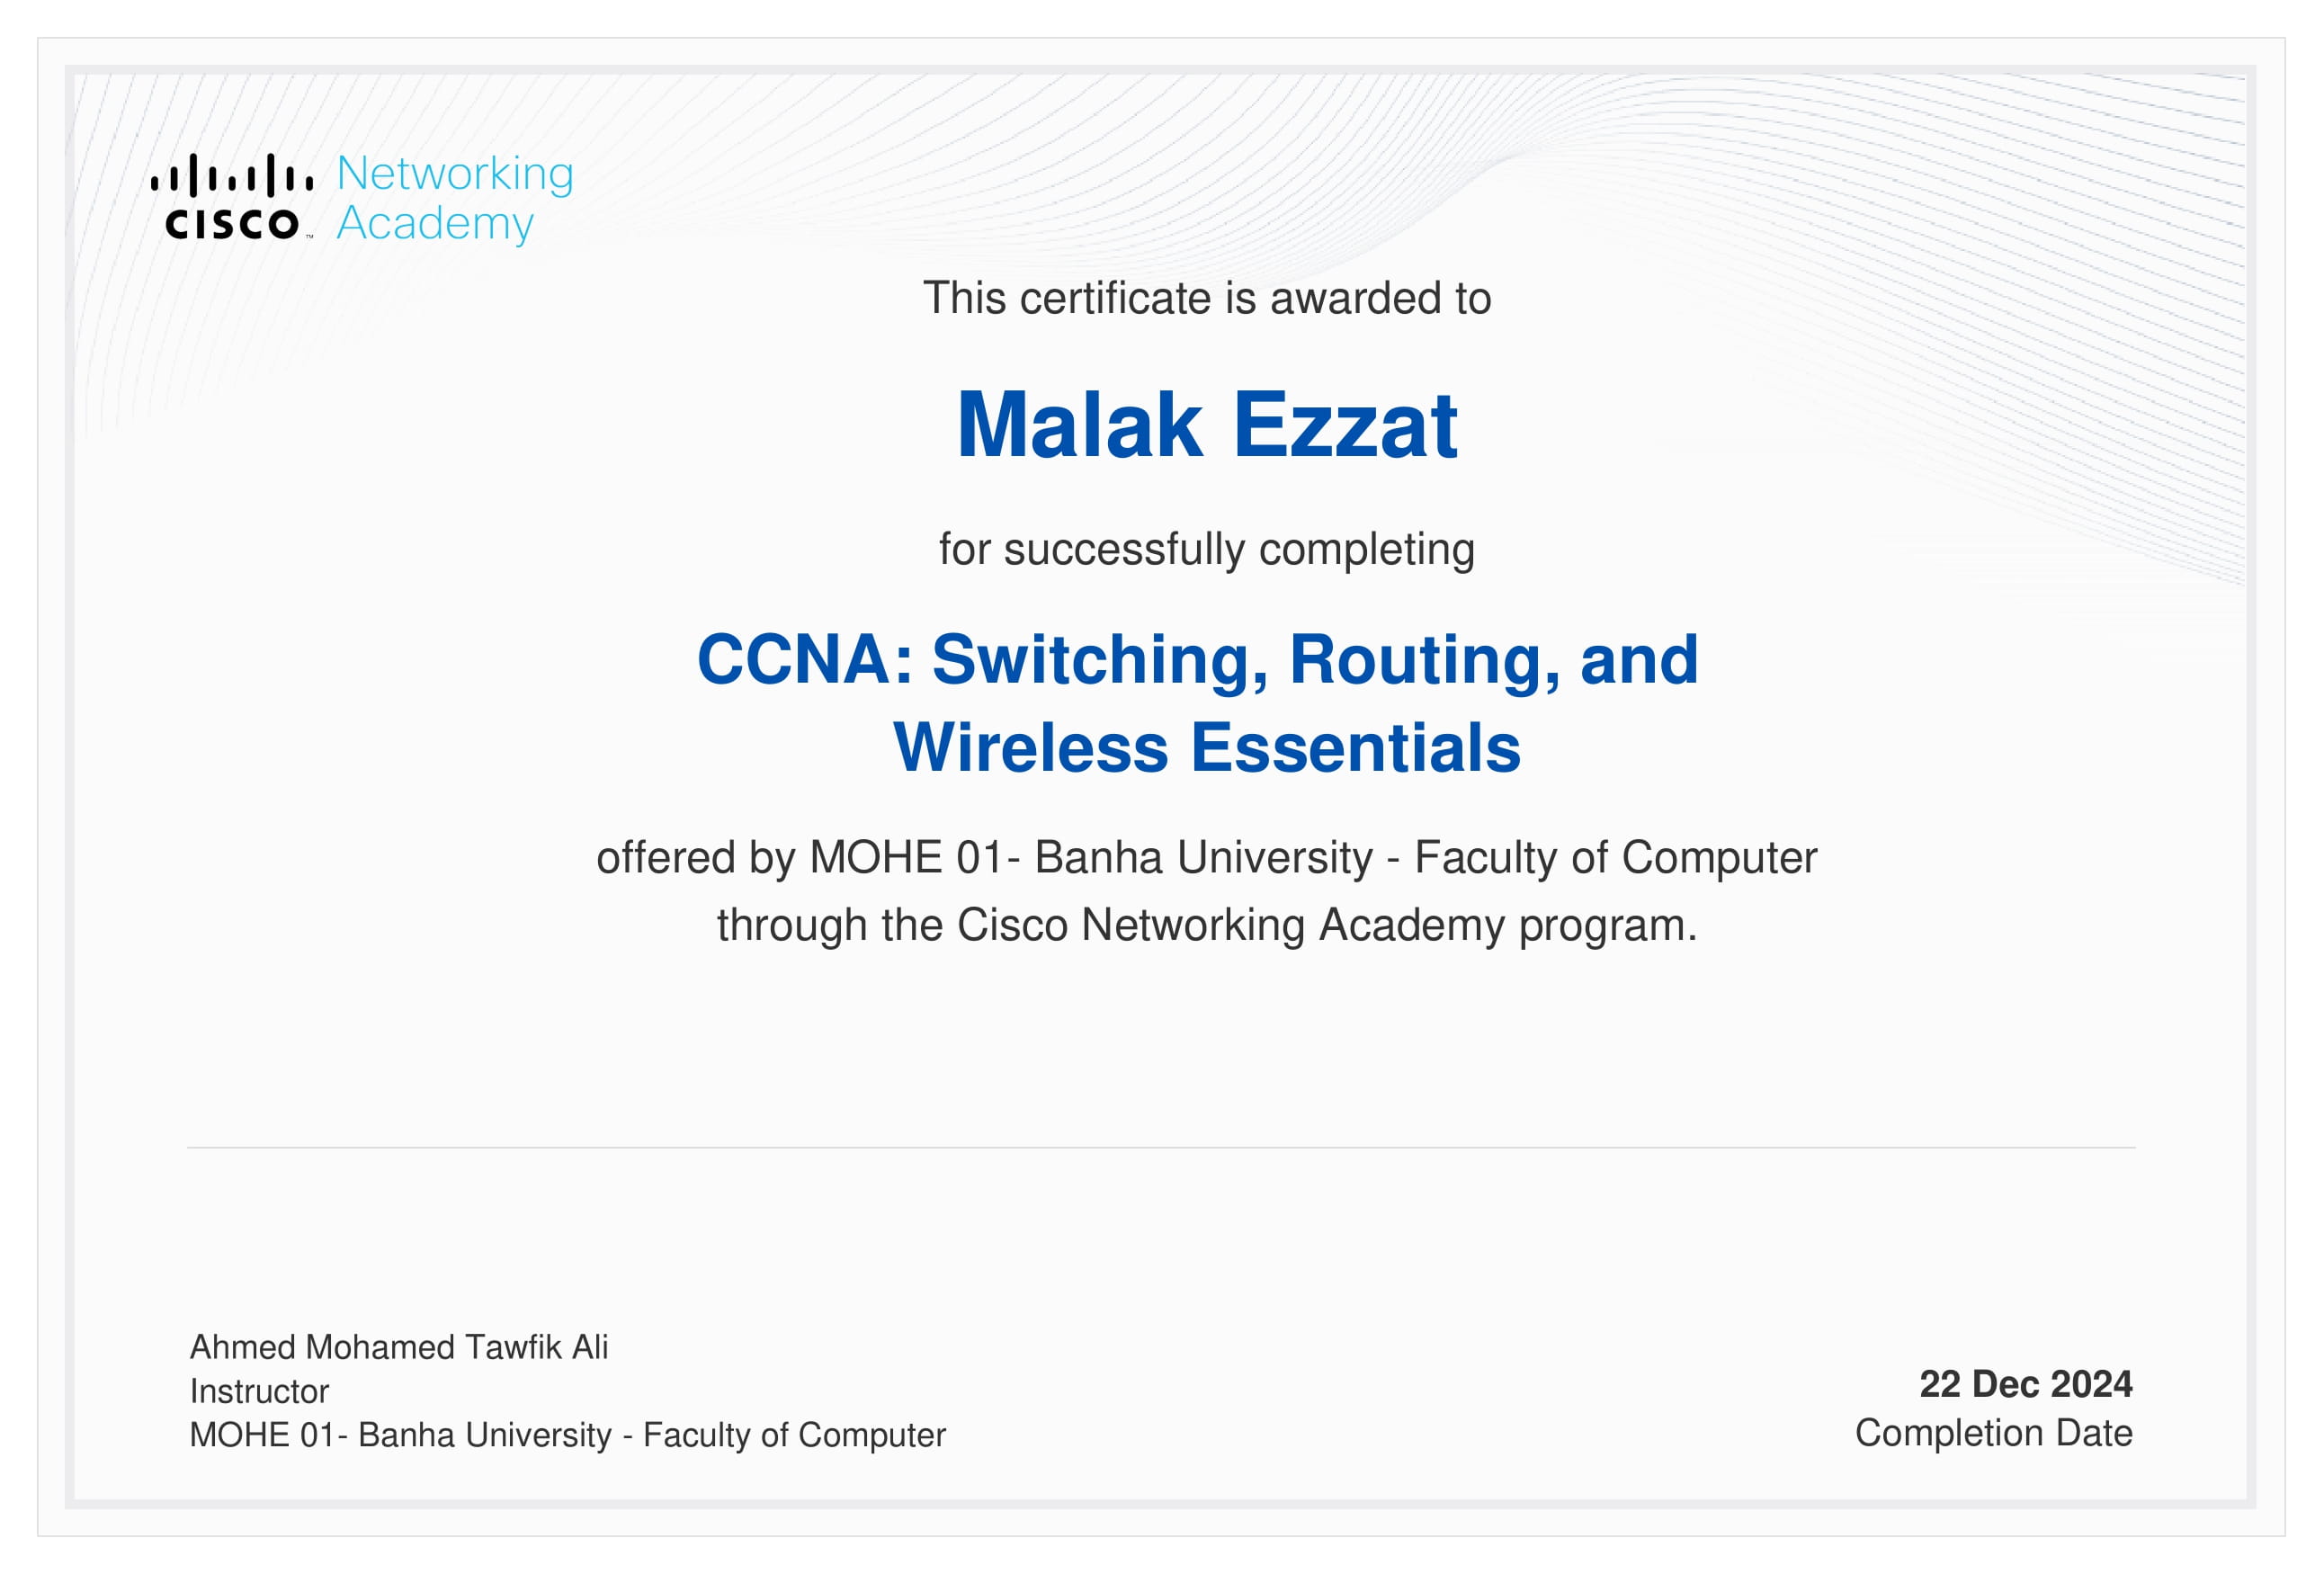 Networking
Academy
CISCO™
This certificate is awarded to
Malak Ezzat
for successfully completing
CCNA: Switching, Routing, and
Wireless Essentials
offered by MOHE 01- Banha University - Faculty of Computer
through the Cisco Networking Academy program.
Ahmed Mohamed Tawfik Ali
Instructor
MOHE 01- Banha University - Faculty of Computer
22 Dec 2024
Completion Date